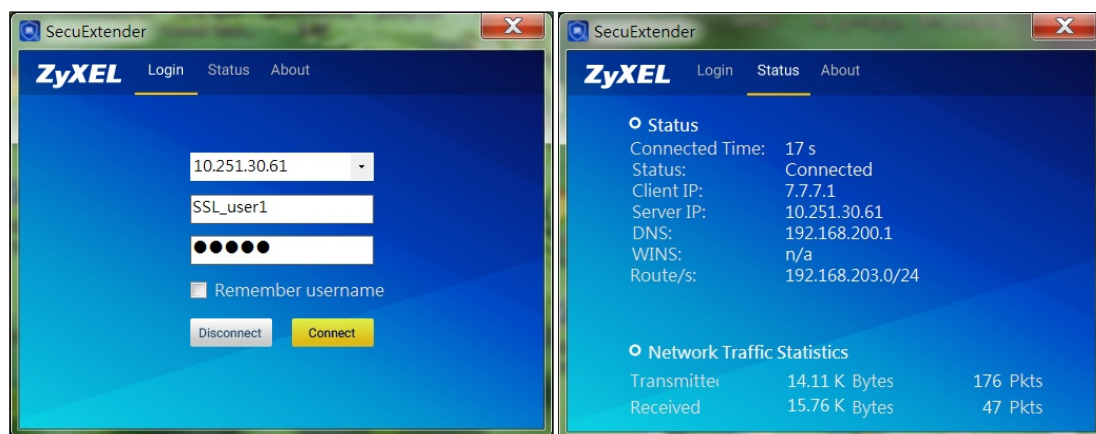 SecuExtender
ZyXEL Login Status About
10.251.30.61
SSL_user1
●●●●●
Remember username
Disconnect Connect
SecuExtender
ZyXEL Login Status About
Status
Connected Time: 17 s
Status: Connected
Client IP: 7.7.7.1
Server IP: 10.251.30.61
DNS: 192.168.200.1
WINS: n/a
Route/s: 192.168.203.0/24
Network Traffic Statistics
Transmitted 14.11 K Bytes 176 Pkts
Received 15.76 K Bytes 47 Pkts